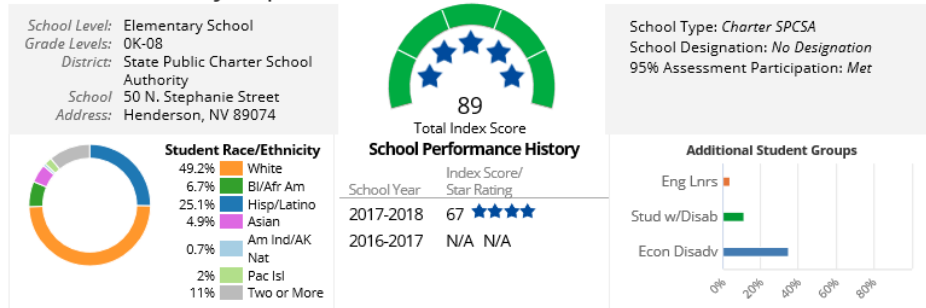 School Level: Elementary School
Grade Levels: 0K-08
District: State Public Charter School
Authority
School 50 N. Stephanie Street
Address: Henderson, NV 89074
89
Total Index Score
School Type: Charter SPCSA
School Designation: No Designation
95% Assessment Participation: Met
Student Race/Ethnicity
49.2% White
6.7% Bl/Afr Am
25.1% Hisp/Latino
4.9% Asian
0.7% Am Ind/AK
Nat
2% Pac Isl
11% Two or More
School Performance History
School Year Index Score/
Star Rating
2017-2018 67
2016-2017 N/A N/A
Additional Student Groups
Eng Lnrs
Stud w/Disab
Econ Disadv
0% 20% 40% 60% 80%